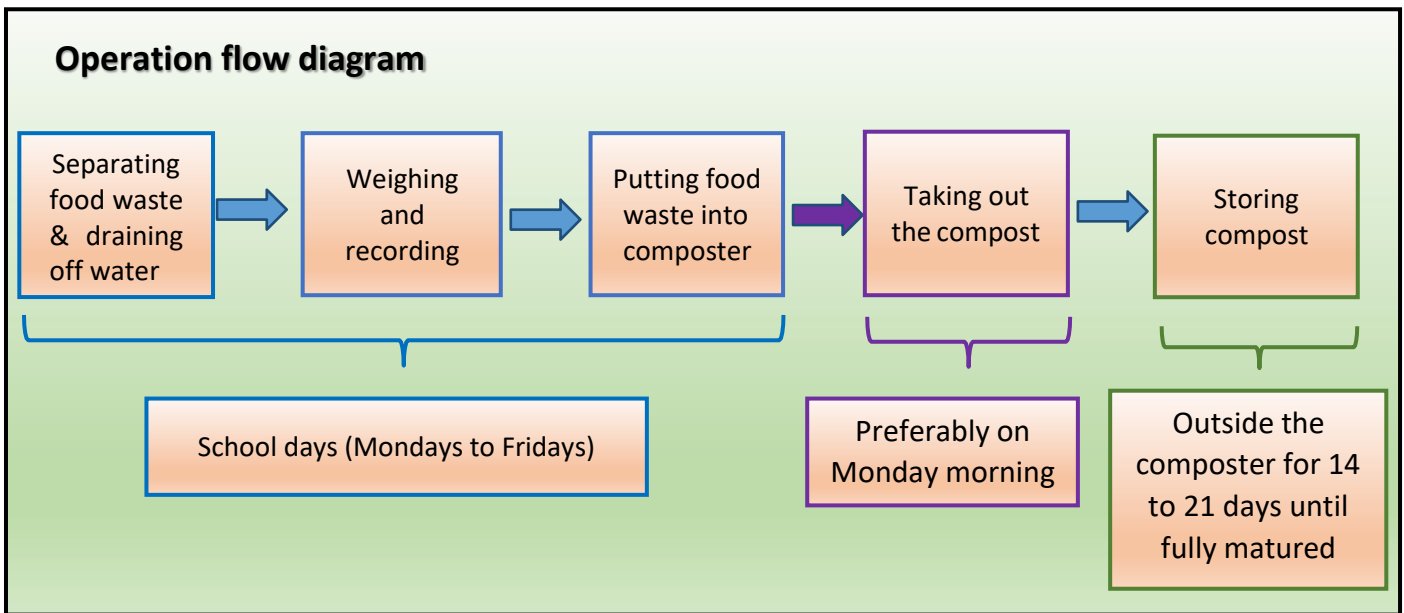 Operation flow diagram
Separating
food waste
& draining
off water
Weighing
and
recording
Putting food
waste into
composter
Taking out
the compost
Storing
compost
School days (Mondays to Fridays)
Preferably on
Monday morning
Outside the
composter for 14
to 21 days until
fully matured